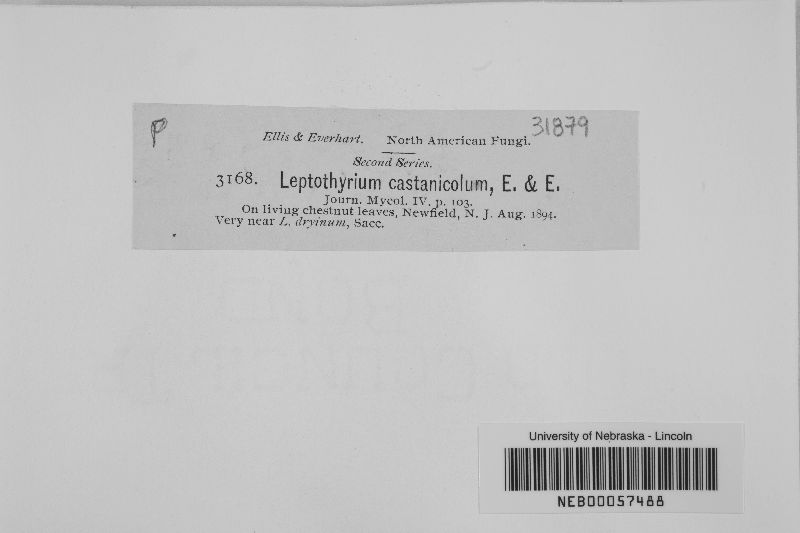 P
31879
Ellis & Everhart. North American Fungi.
Second Series.
3168. Leptothyrium castanicolum, E. & E.
Journ. Mycol. IV, p. 103.
On living chestnut leaves, Newfield, N. J. Aug. 1894.
Very near L. dryinum, Sacc.
University of Nebraska - Lincoln
NEB00057488